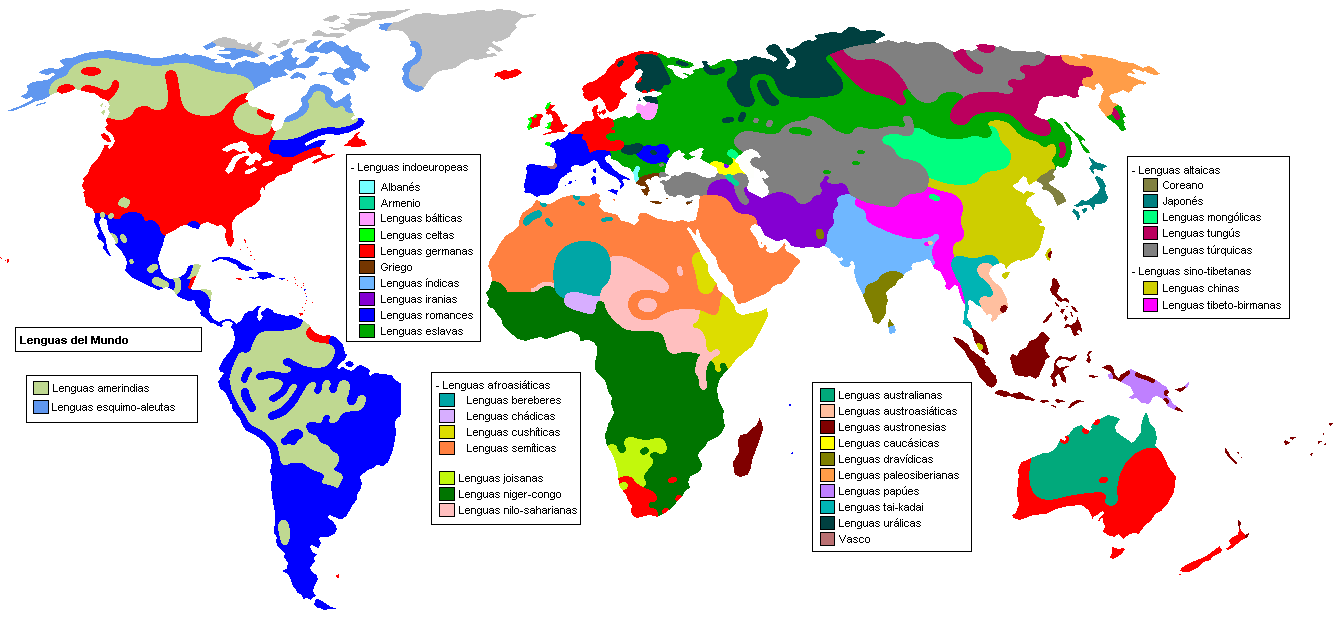 - Lenguas indoeuropeas
Albanés
Armenio
Lenguas bálticas
Lenguas celtas
Lenguas germanas
Griego
Lenguas índicas
Lenguas iranias
Lenguas romances
Lenguas eslavas
- Lenguas altaicas
Coreano
Japonés
Lenguas mongólicas
Lenguas tungús
Lenguas túrquicas
- Lenguas sino-tibetanas
Lenguas chinas
Lenguas tibeto-birmanas
Lenguas del Mundo
Lenguas amerindias
Lenguas esquimo-aleutas
- Lenguas afroasiáticas
Lenguas bereberes
Lenguas chádicas
Lenguas cushíticas
Lenguas semíticas
Lenguas joisanas
Lenguas niger-congo
Lenguas nilo-saharianas
Lenguas australianas
Lenguas austroasiáticas
Lenguas austronesias
Lenguas caucásicas
Lenguas dravídicas
Lenguas paleosiberianas
Lenguas papúes
Lenguas tai-kadai
Lenguas urálicas
Vasco